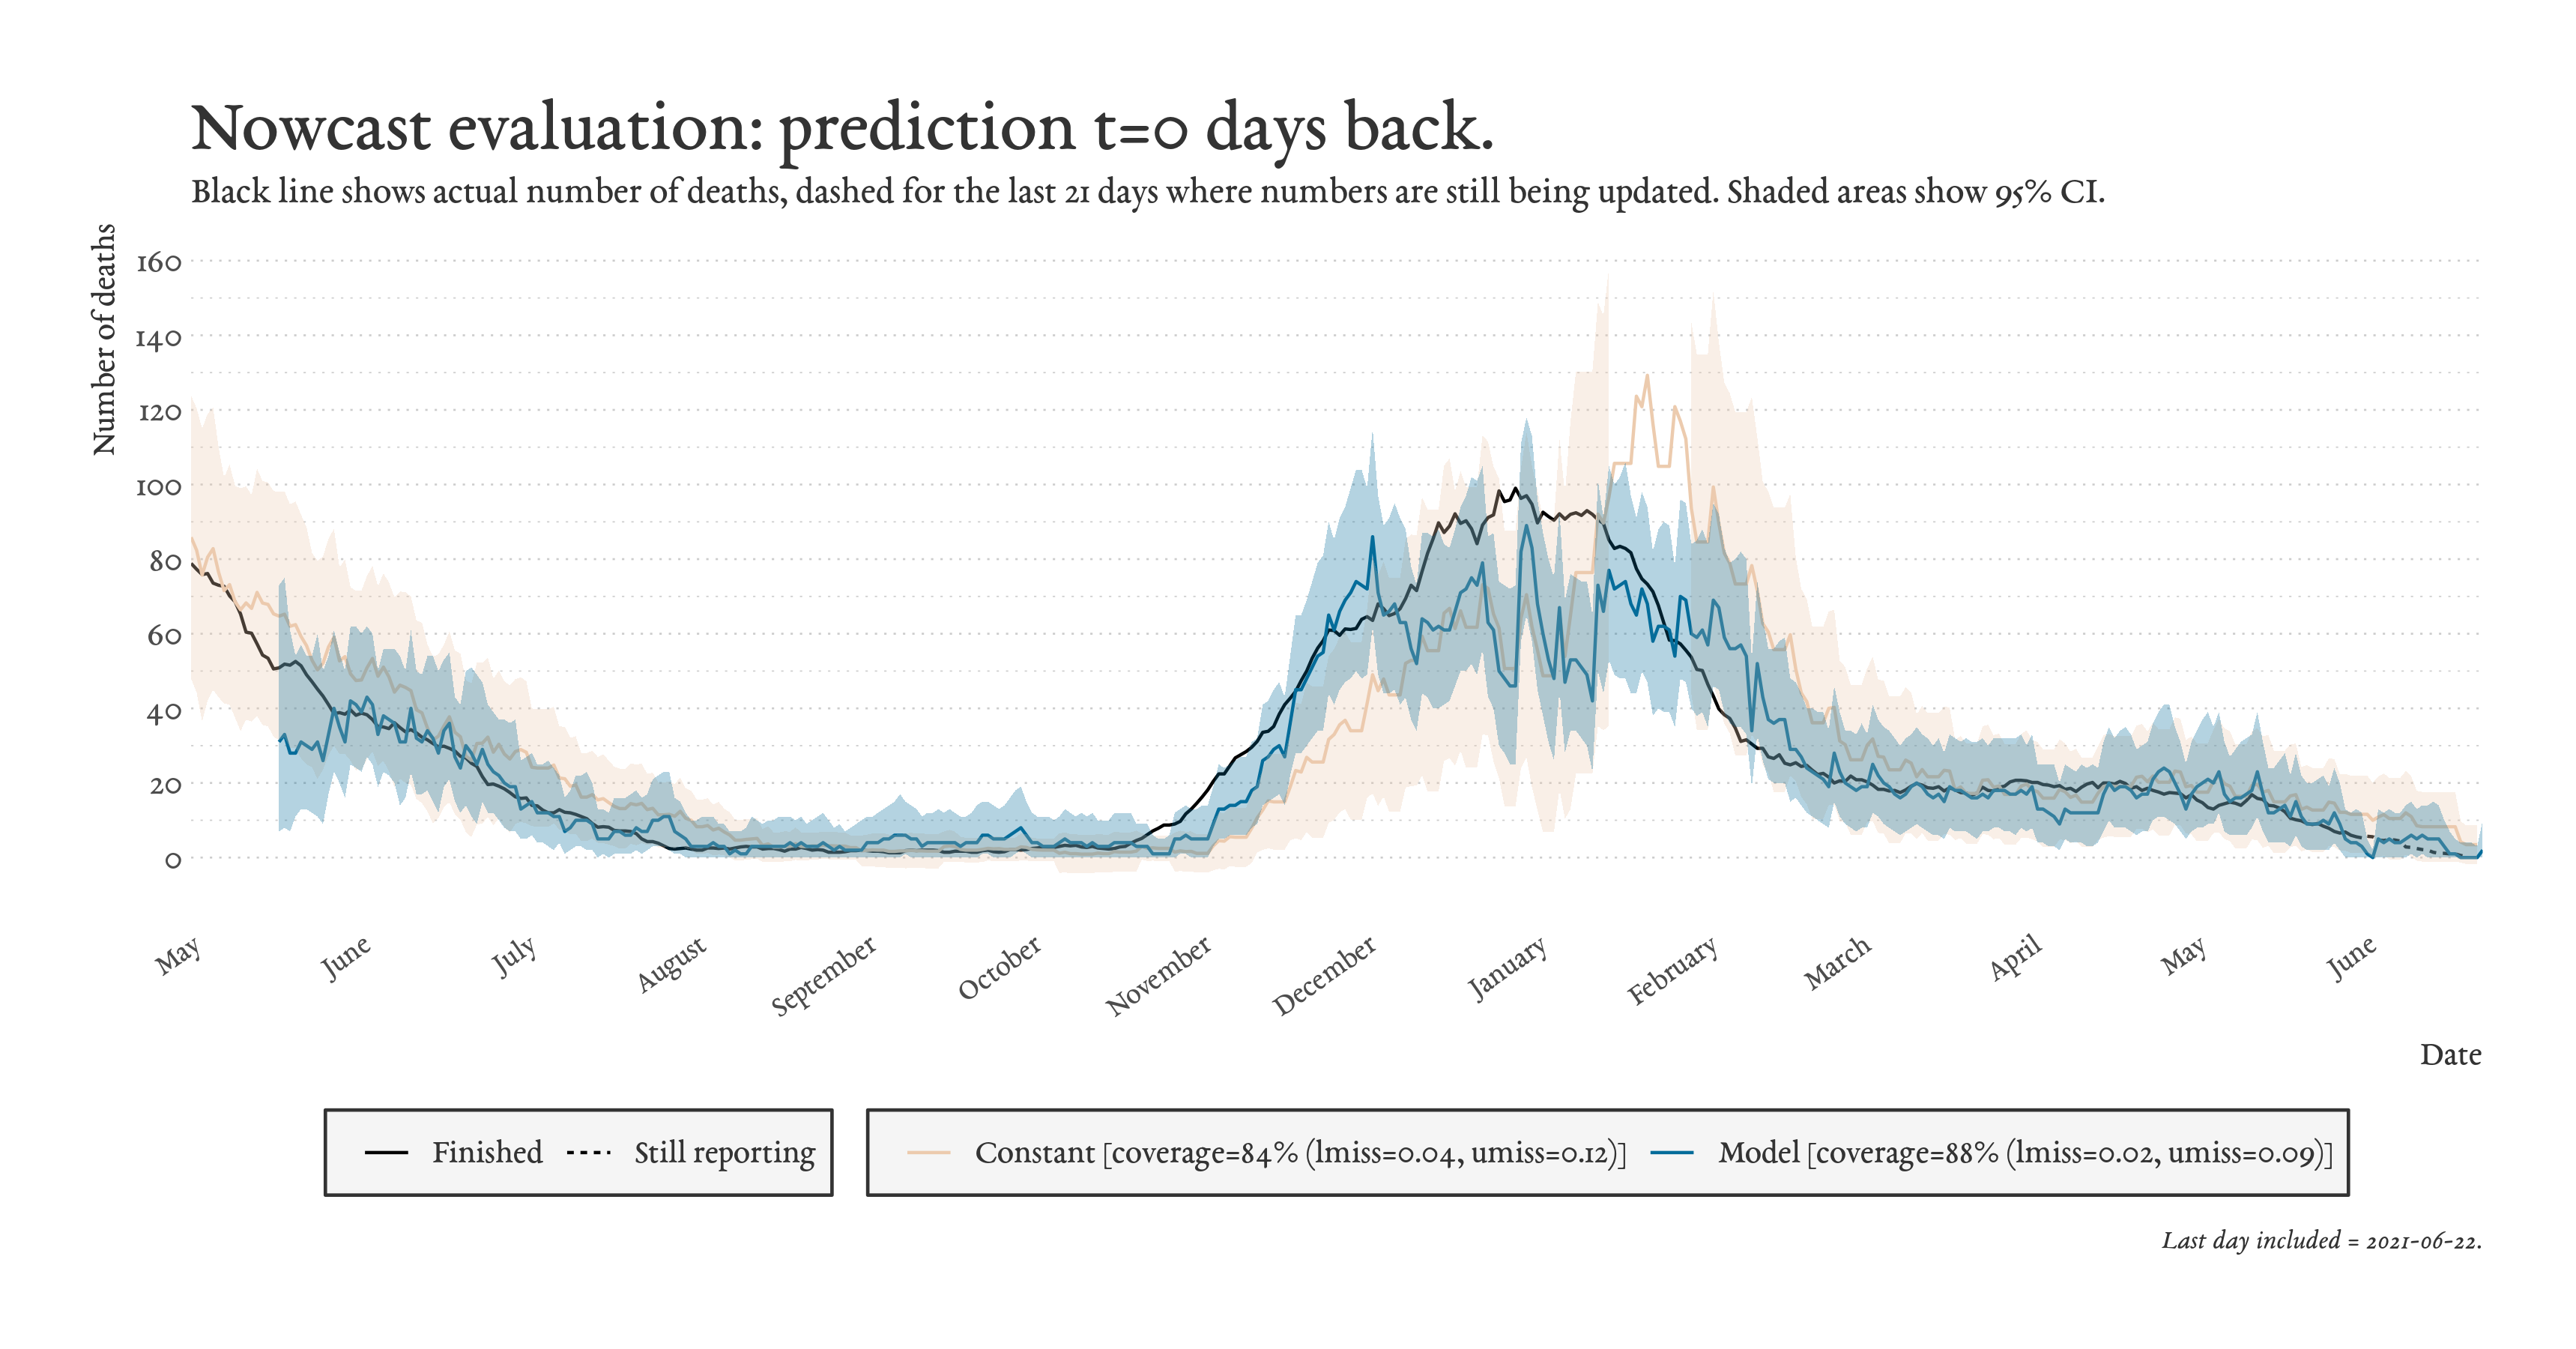 Nowcast evaluation: prediction t=0 days back.
Black line shows actual number of deaths, dashed for the last 21 days where numbers are still being updated. Shaded areas show 95% CI.
Number of deaths
160
140
120
100
80
60
40
20
0
May
June
July
August
September
October
November
December
January
February
March
April
May
June
Date
Finished
Still reporting
Constant [coverage=84% (lmiss=0.04, umiss=0.12)]
Model [coverage=88% (lmiss=0.02, umiss=0.09)]
Last day included = 2021-06-22.